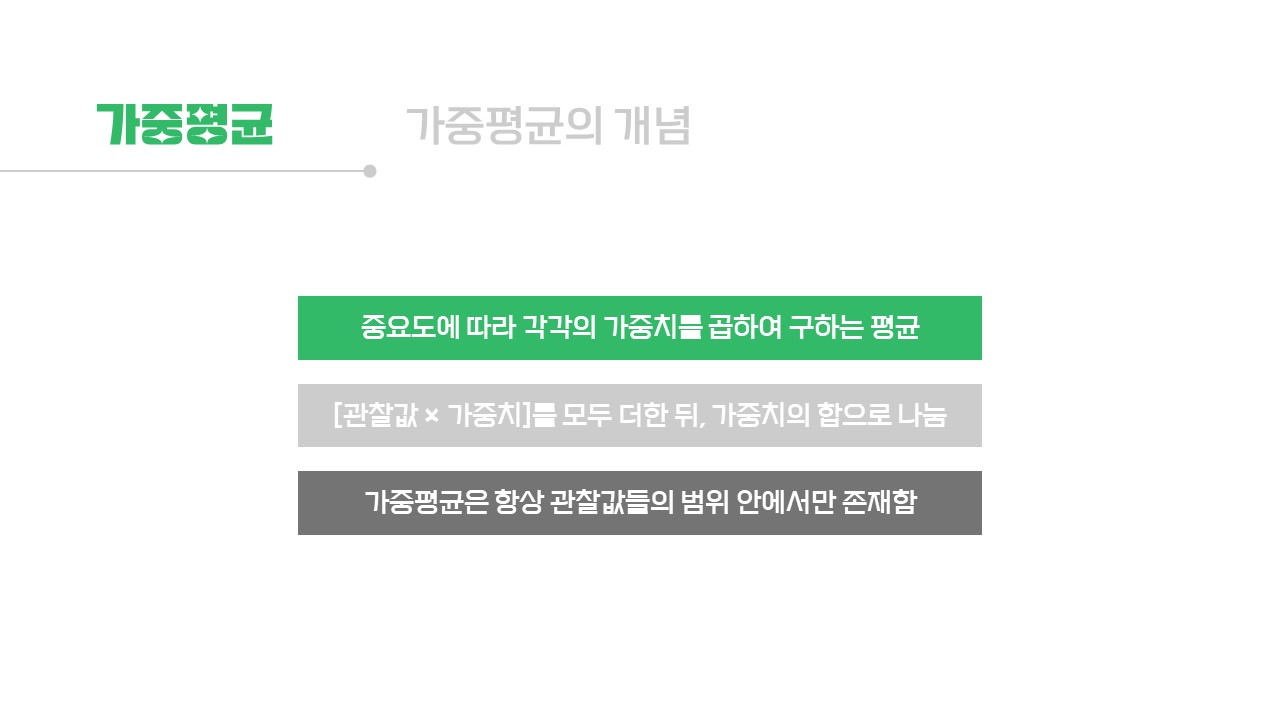 가중평균
가중평균의 개념
중요도에 따라 각각의 가중치를 곱하여 구하는 평균
[관찰값 × 가중치]를 모두 더한 뒤, 가중치의 합으로 나눔
가중평균은 항상 관찰값들의 범위 안에서만 존재함